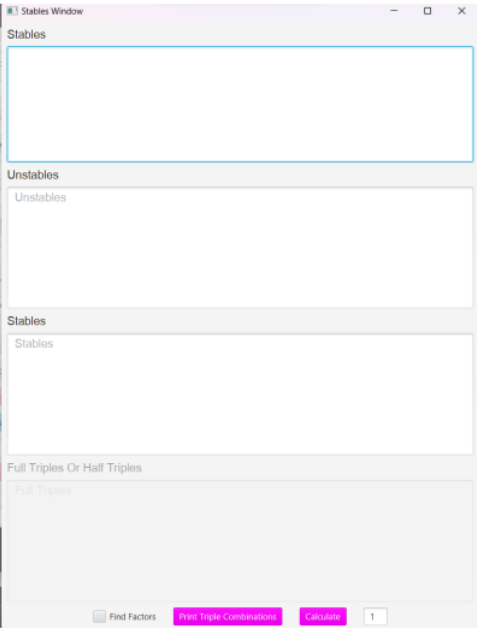 Stables Window
Stables
Unstables
Unstables
Stables
Stables
Full Triples Or Half Triples
Full Triples
Find Factors Print Triple Combinations Calculate 1